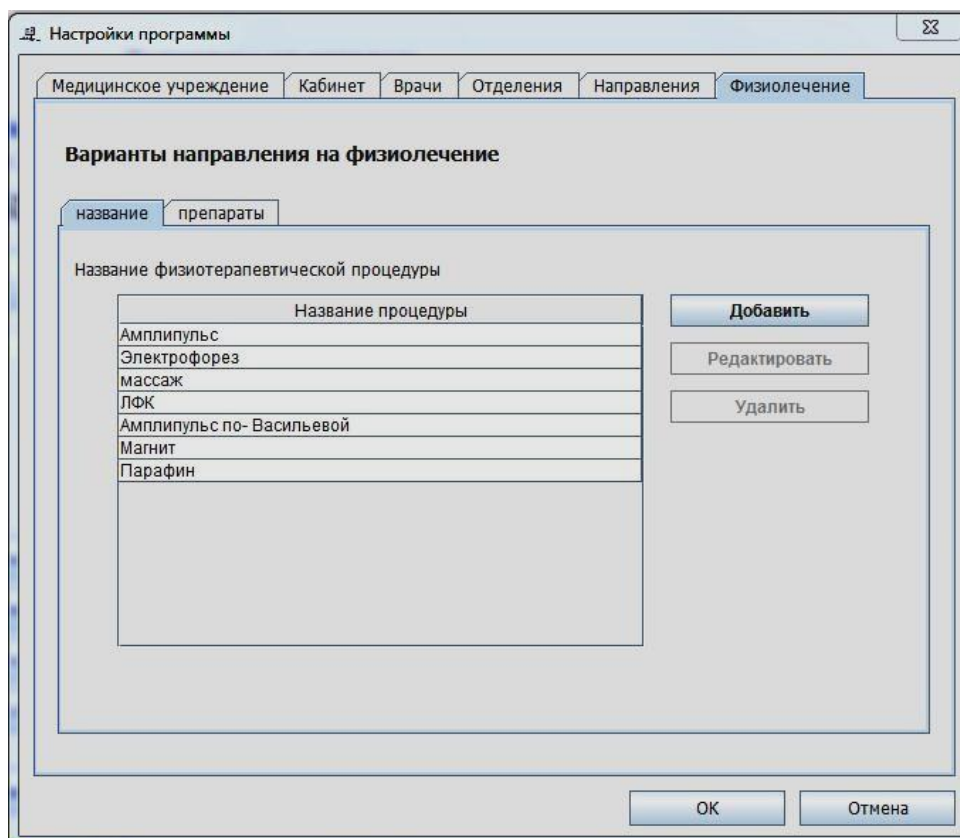 Настройки программы
Медицинское учреждение Кабинет Врачи Отделения Направления Физиолечение
Варианты направления на физиолечение
название препараты
Название физиотерапевтической процедуры
Название процедуры
Добавить
Амплипульс
Электрофорез
Редактировать
массаж
ЛФК
Удалить
Амплипульс по- Васильевой
Магнит
Парафин
ОК Отмена